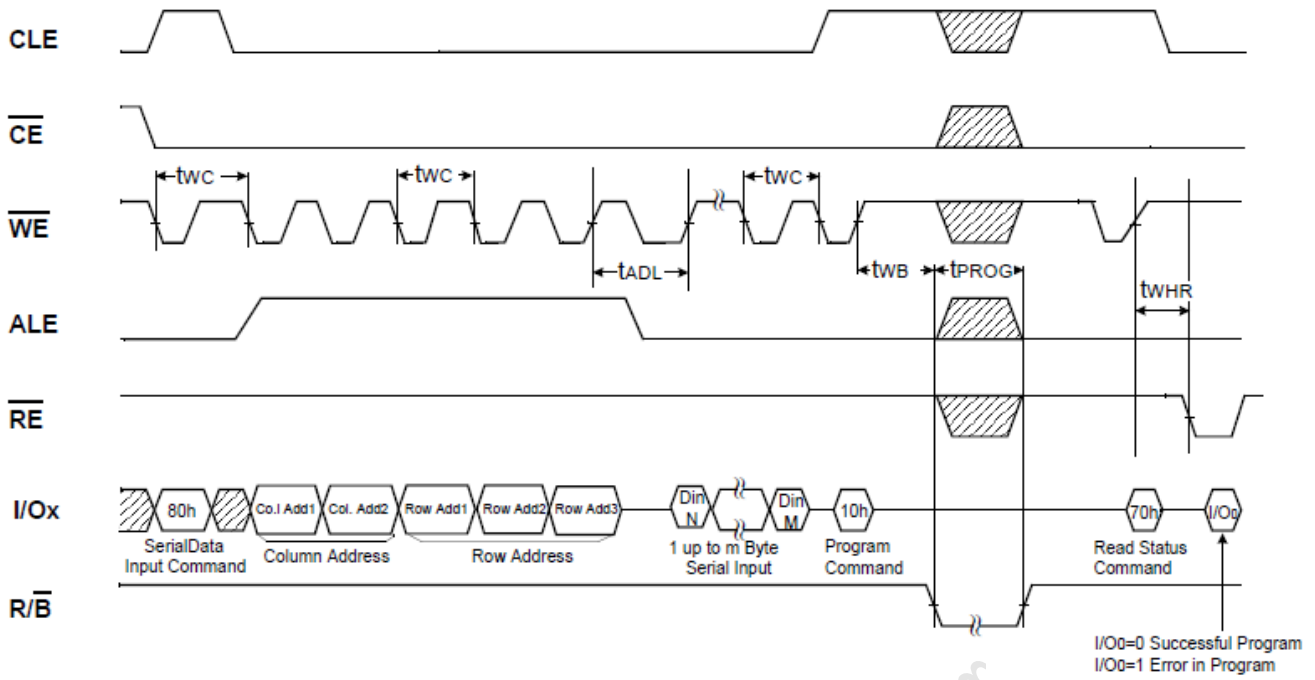 CLE
CE
tWC
tWC
tWC
WE
tADL
tWB
tPROG
tWHR
ALE
RE
I/Ox
80h
Co.l Add1
Col. Add2
Row Add1
Row Add2
Row Add3
Din N
Din M
10h
70h
I/O0
SerialData
Input Command
Column Address
Row Address
1 up to m Byte
Serial Input
Program
Command
Read Status
Command
R/B
I/O0=0 Successful Program
I/O0=1 Error in Program